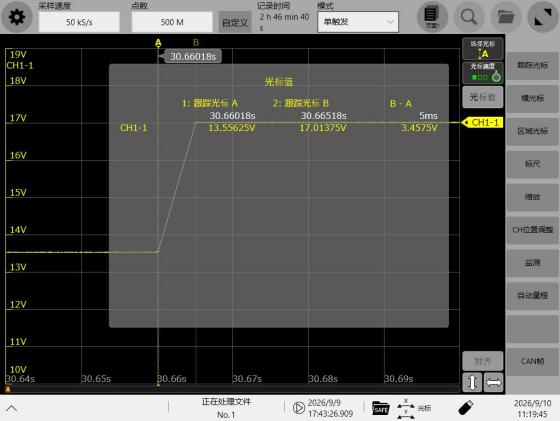 采样速度
点数
记录时间
模式
50 kS/s
500 M
自定义
2 h 46 min 40 s
单触发
页面1
19V
CH1-1
18V
17V
16V
15V
14V
13V
12V
11V
10V
A
B
30.66018s
光标值
1: 跟踪光标 A
2: 跟踪光标 B
B - A
30.66018s
30.66518s
5ms
CH1-1
13.55625V
17.01375V
3.4575V
30.64s
30.65s
30.66s
30.67s
30.68s
30.69s
选择光标
A
光标速度
光标值
CH1-1
对齐
跟踪光标
横光标
区域光标
标尺
缩放
CH位置调整
监测
自动量程
CAN帧
正在处理文件
No. 1
2026/9/9
17:43:26.909
SAFE
X
Y
光标
2026/9/10
11:19:45